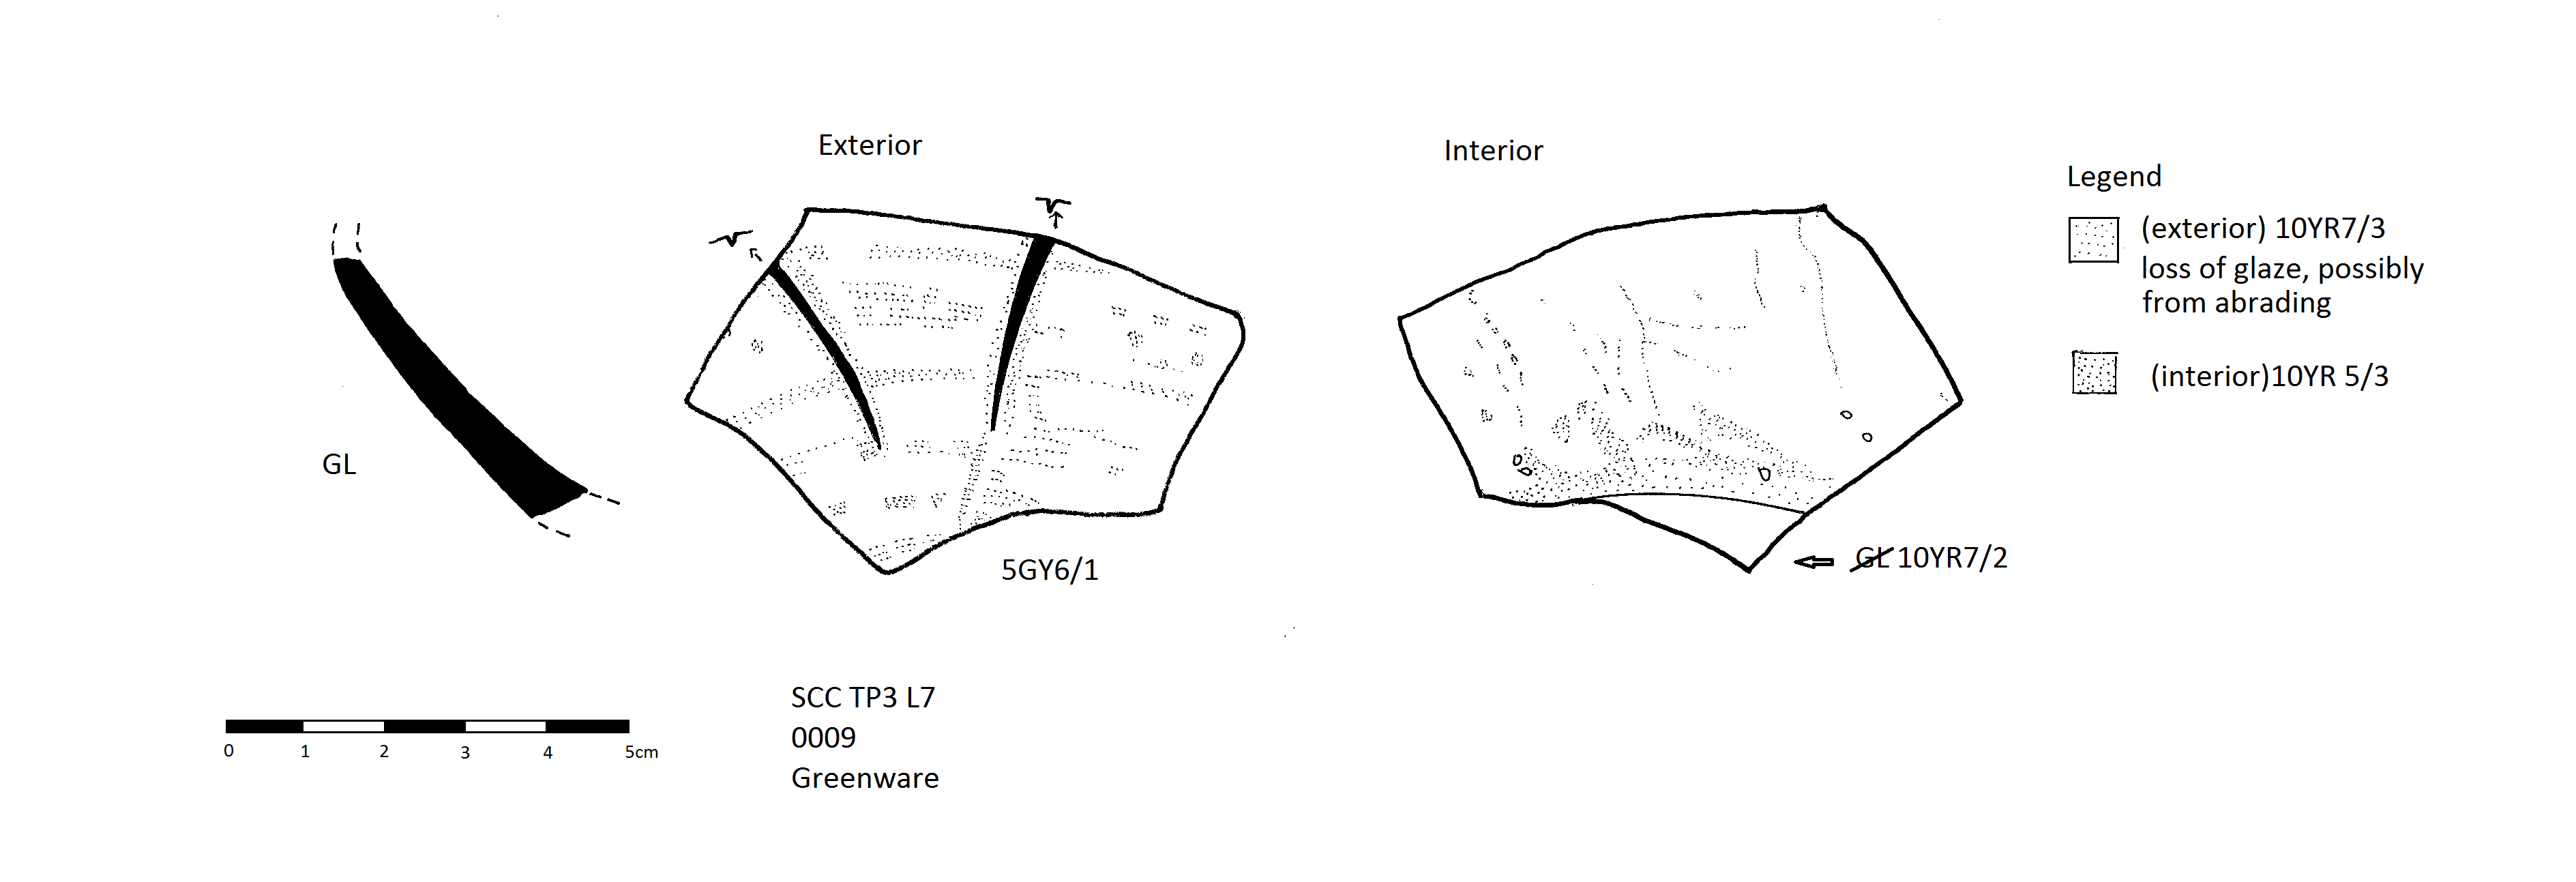 Exterior
Interior
Legend
(exterior) 10YR7/3
loss of glaze, possibly
from abrading
(interior)10YR 5/3
GL
5GY6/1
GL 10YR7/2
0 1 2 3 4 5cm
SCC TP3 L7
0009
Greenware